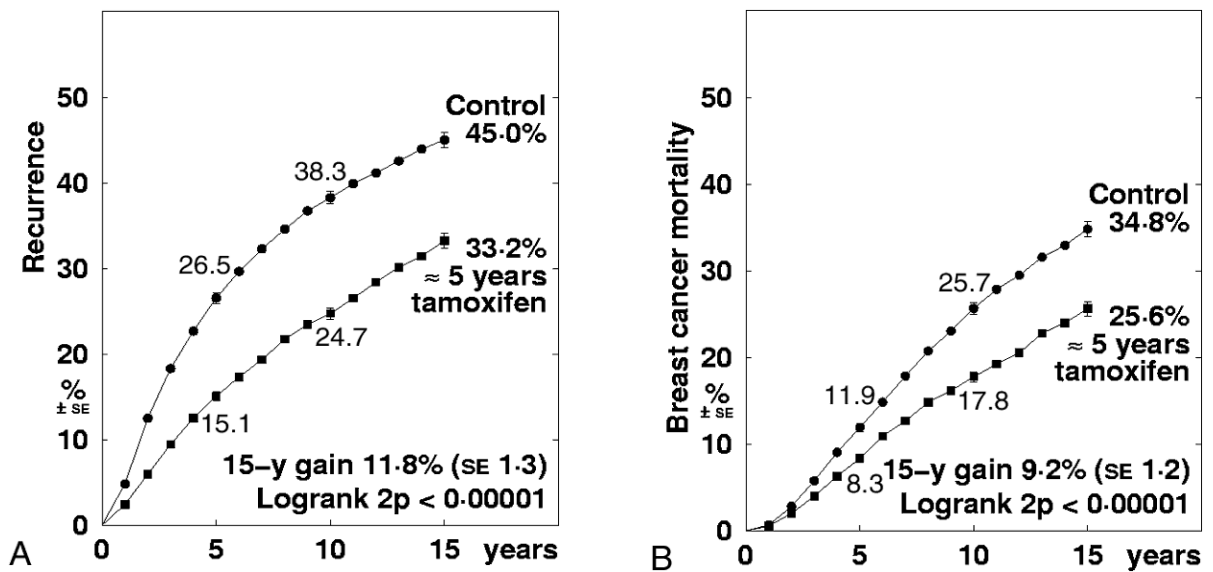 Recurrence
50
40
30
20
10
0
%
± SE
Control
45·0%
38.3
26.5
33.2%
≈ 5 years
tamoxifen
24.7
15.1
15−y gain 11·8% (SE 1·3)
Logrank 2p < 0·00001
0 5 10 15 years
A
Breast cancer mortality
50
40
30
20
10
0
%
± SE
Control
34·8%
25.7
25·6%
≈ 5 years
tamoxifen
11.9
17.8
8.3
15−y gain 9·2% (SE 1·2)
Logrank 2p < 0·00001
0 5 10 15 years
B